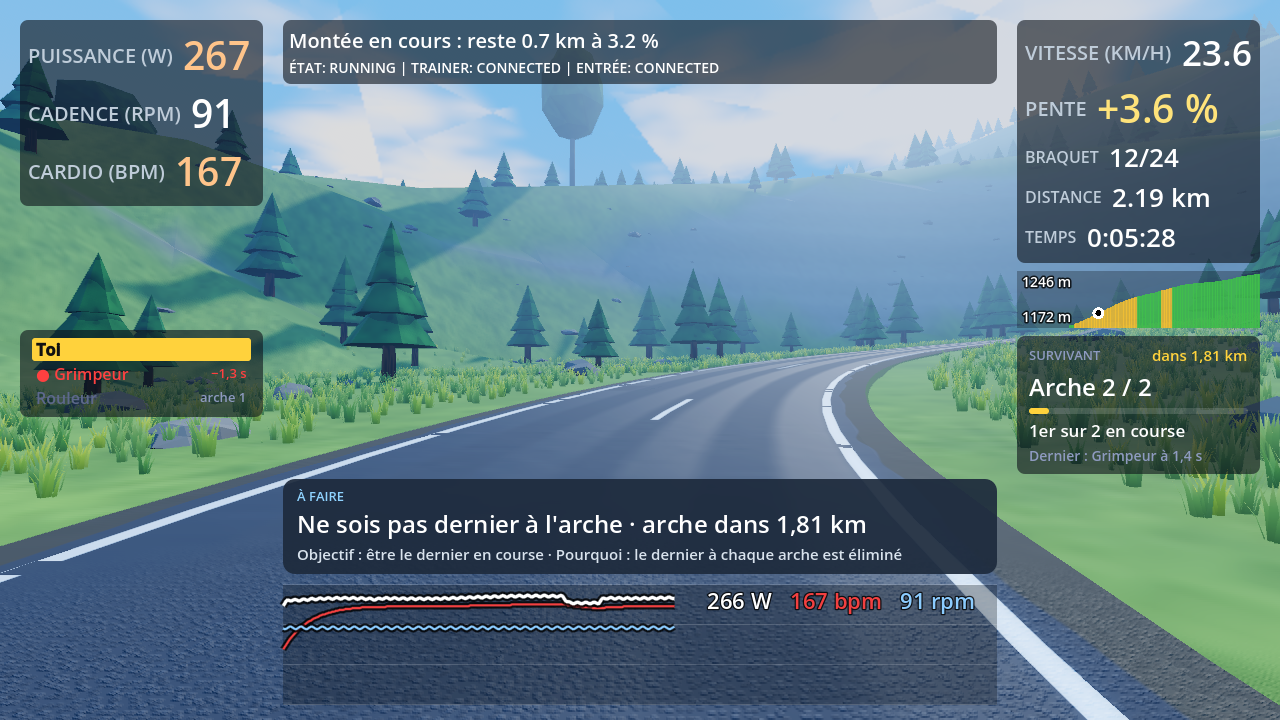 PUISSANCE (W) 267
CADENCE (RPM) 91
CARDIO (BPM) 167
Montée en cours : reste 0.7 km à 3.2 %
ÉTAT: RUNNING | TRAINER: CONNECTED | ENTRÉE: CONNECTED
VITESSE (KM/H) 23.6
PENTE +3.6 %
BRAQUET 12/24
DISTANCE 2.19 km
TEMPS 0:05:28
1246 m
1172 m
Toi
Grimpeur −1,3 s
Rouleur arche 1
SURVIVANT dans 1,81 km
Arche 2 / 2
1er sur 2 en course
Dernier : Grimpeur à 1,4 s
À FAIRE
Ne sois pas dernier à l'arche · arche dans 1,81 km
Objectif : être le dernier en course · Pourquoi : le dernier à chaque arche est éliminé
266 W 167 bpm 91 rpm